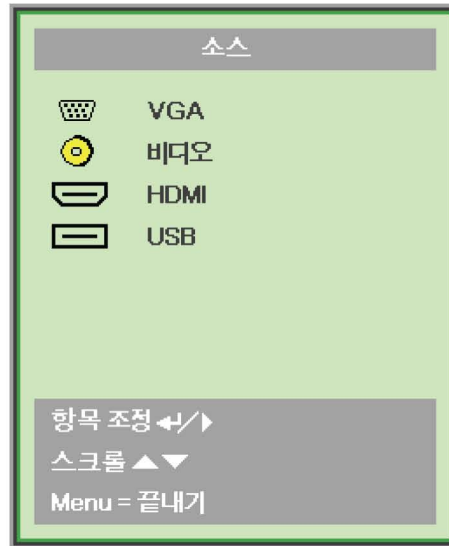 소스
VGA
비디오
HDMI
USB
항목 조정 ↵/▶
스크롤 ▲▼
Menu = 끝내기